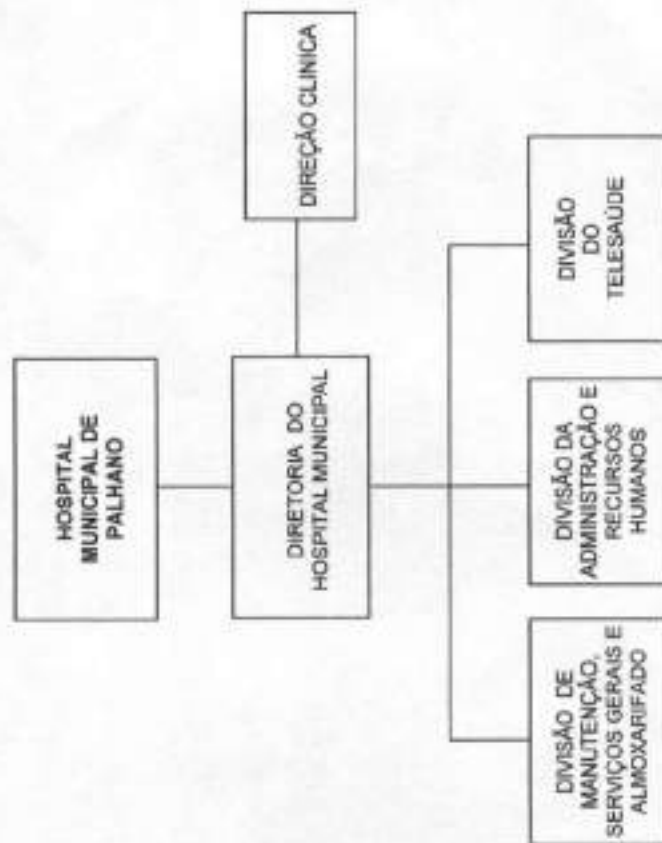 HOSPITAL
MUNICIPAL DE
PALHANO
DIRETORIA DO
HOSPITAL MUNICIPAL
DIREÇÃO CLINICA
DIVISÃO DE
MANUTENÇÃO,
SERVIÇOS GERAIS E
ALMOXARIFADO
DIVISÃO DA
ADMINISTRAÇÃO E
RECURSOS
HUMANOS
DIVISÃO
DO
TELESAÚDE